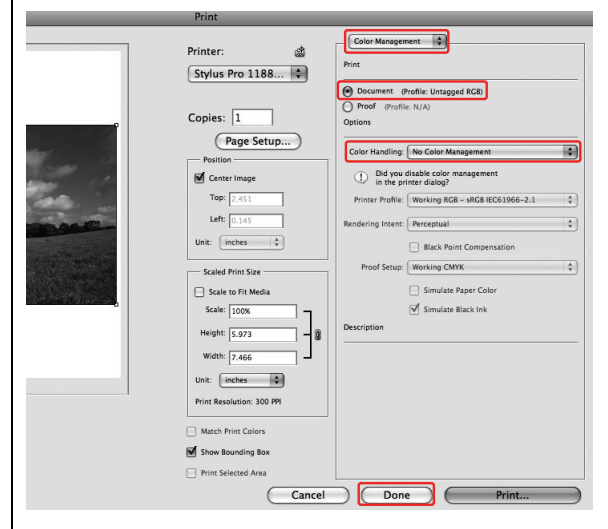 Print
Printer:
Stylus Pro 1188...
Copies: 1
Page Setup...
Position
Center Image
Top: 2.451
Left: 0.145
Unit: inches
Scaled Print Size
Scale to Fit Media
Scale: 100%
Height: 5.973
Width: 7.466
Unit: inches
Print Resolution: 300 PPI
Match Print Colors
Show Bounding Box
Print Selected Area
Color Management
Print
Document (Profile: Untagged RGB)
Proof (Profile: N/A)
Options
Color Handling: No Color Management
Did you
disable color management
in the printer dialog?
Printer Profile: Working RGB - sRGB IEC61966-2.1
Rendering Intent: Perceptual
Black Point Compensation
Proof Setup: Working CMYK
Simulate Paper Color
Simulate Black Ink
Description
Cancel
Done
Print...